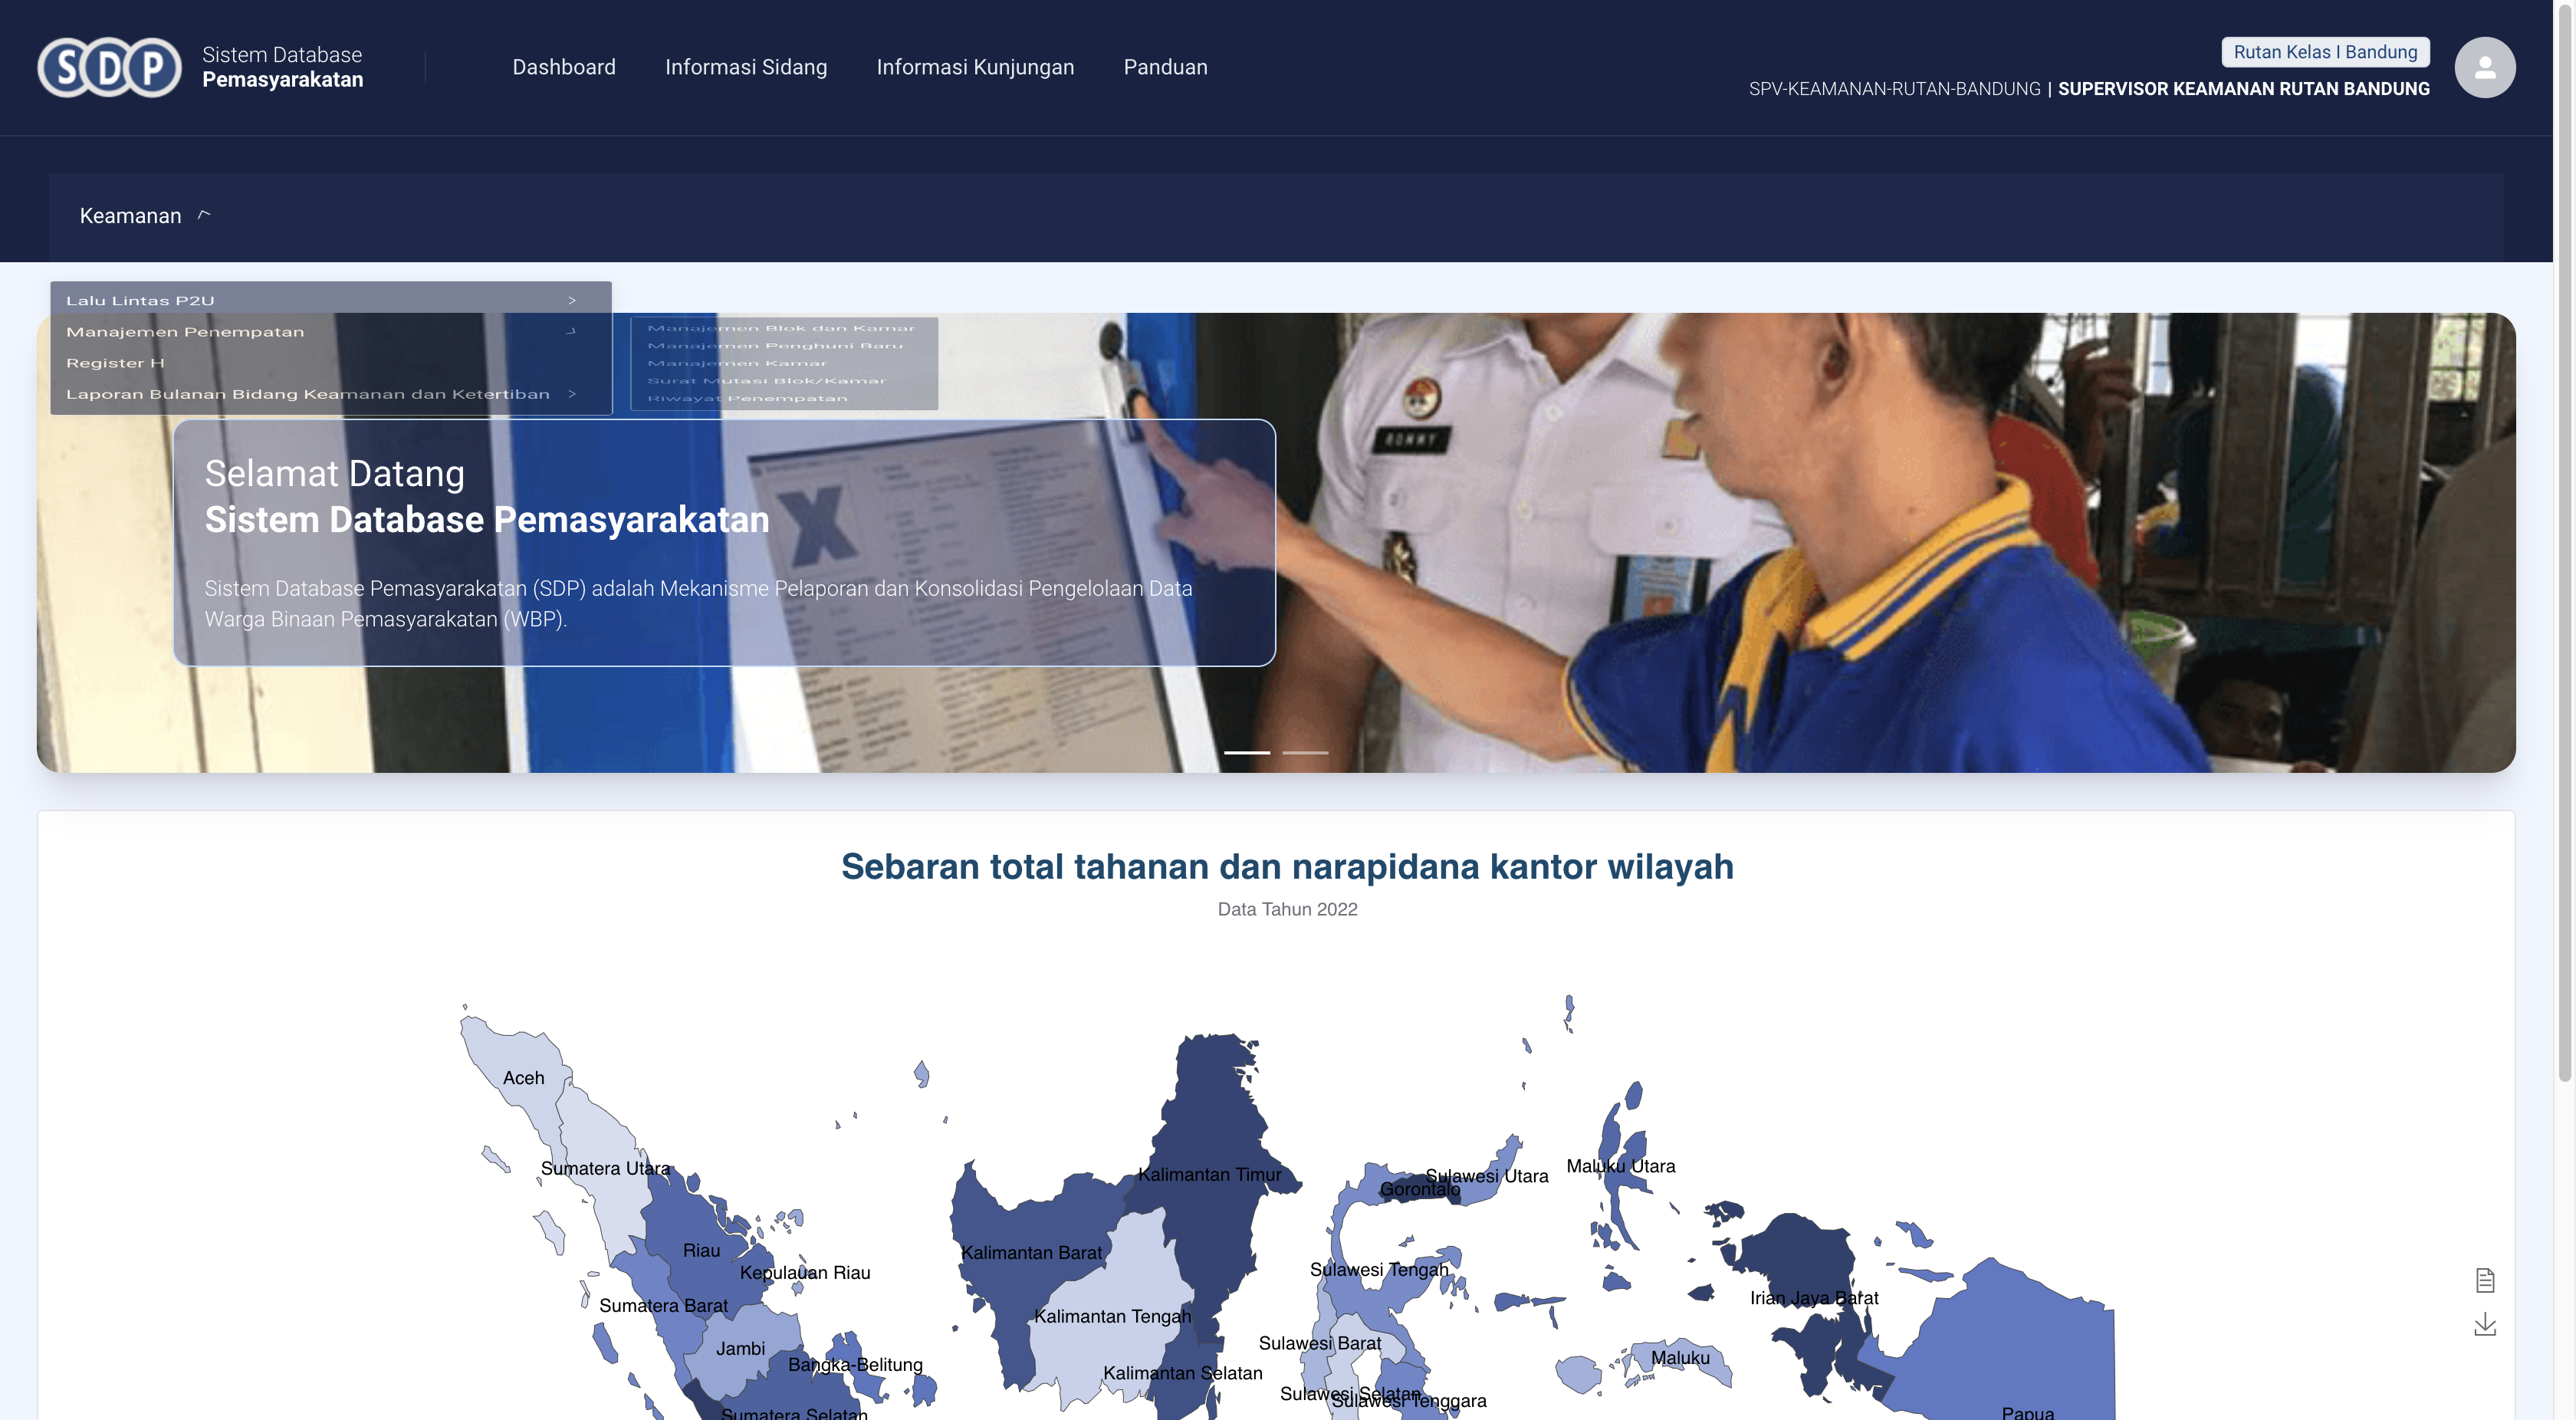 SDP
Sistem Database
Pemasyarakatan
Dashboard
Informasi Sidang
Informasi Kunjungan
Panduan
Rutan Kelas I Bandung
SPV-KEAMANAN-RUTAN-BANDUNG | SUPERVISOR KEAMANAN RUTAN BANDUNG
Keamanan
Lalu Lintas P2U >
Manajemen Penempatan
Register H
Laporan Bulanan Bidang Keamanan dan Ketertiban >
Manajemen Blok dan Kamar
Manajemen Penghuni Baru
Manajemen Kamar
Surat Mutasi Blok/Kamar
Riwayat Penempatan
RONNY
X
Selamat Datang
Sistem Database Pemasyarakatan
Sistem Database Pemasyarakatan (SDP) adalah Mekanisme Pelaporan dan Konsolidasi Pengelolaan Data
Warga Binaan Pemasyarakatan (WBP).
Sebaran total tahanan dan narapidana kantor wilayah
Data Tahun 2022
Aceh
Sumatera Utara
Riau
Kepulauan Riau
Sumatera Barat
Jambi
Bangka-Belitung
Sumatera Selatan
Kalimantan Timur
Kalimantan Barat
Kalimantan Tengah
Kalimantan Selatan
Sulawesi Utara
Gorontalo
Sulawesi Tengah
Sulawesi Barat
Sulawesi Selatan
Sulawesi Tenggara
Maluku Utara
Maluku
Irian Jaya Barat
Papua